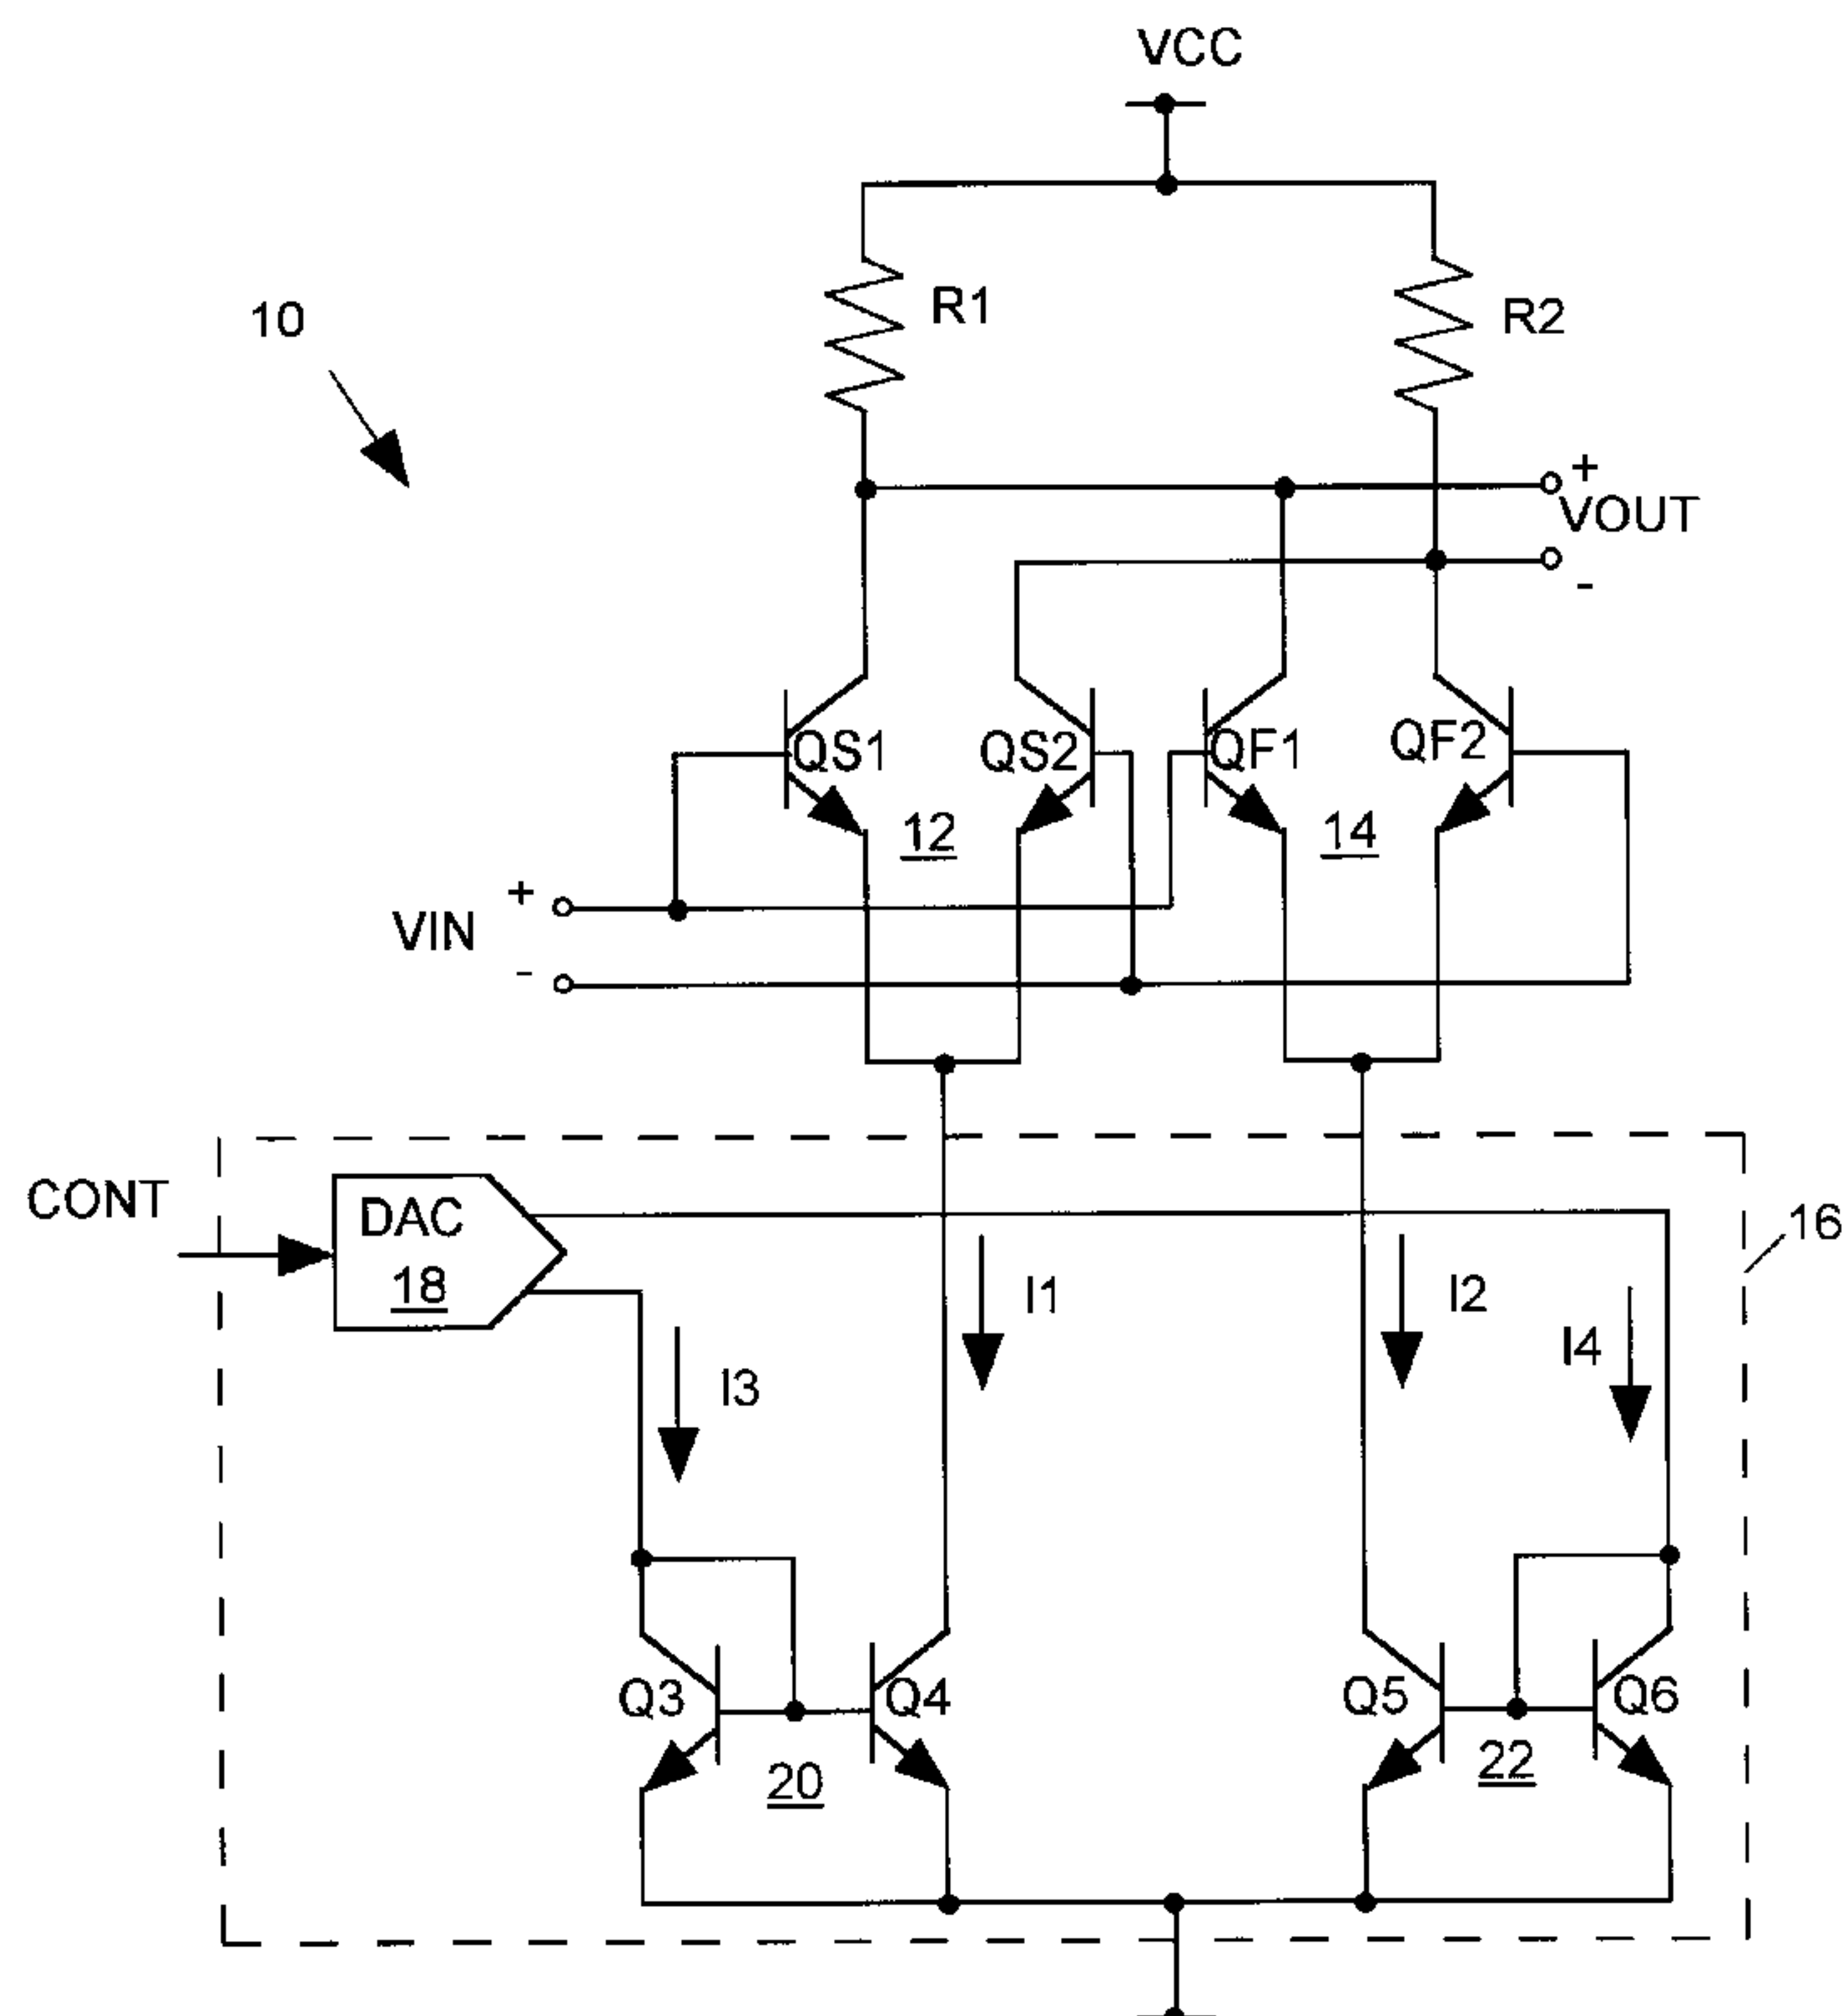 VCC
10
R1
R2
+
VOUT
-
QS1
QS2
QF1
QF2
12
14
+
VIN
-
CONT
DAC
18
16
I1
I2
I3
I4
Q3
Q4
Q5
Q6
20
22